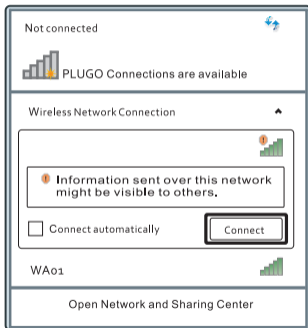 Not connected
PLUGO Connections are available
Wireless Network Connection
Information sent over this network
might be visible to others.
Connect automatically
Connect
WA01
Open Network and Sharing Center